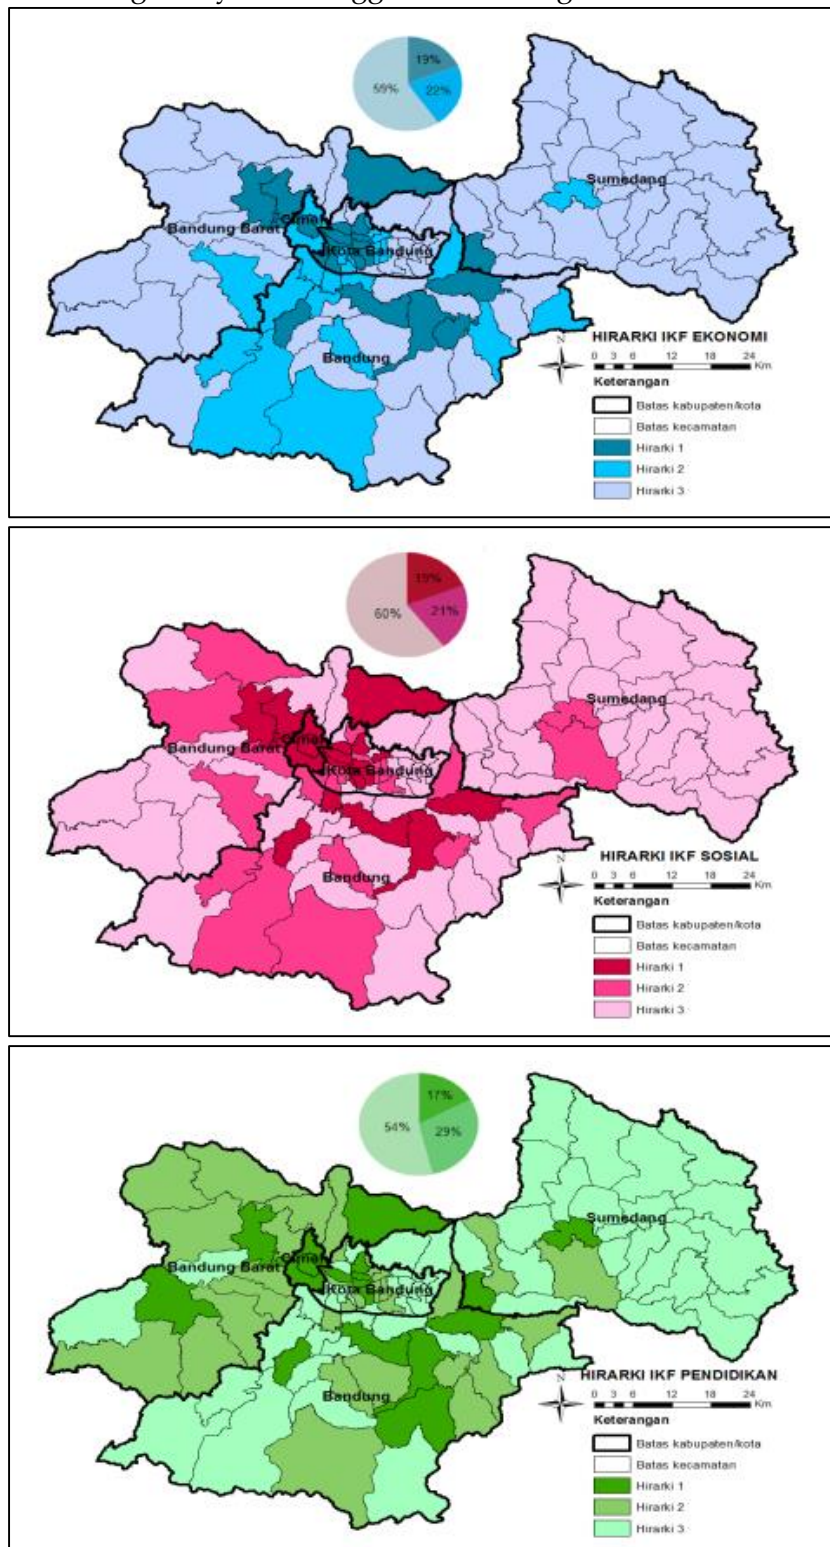 19%
59%
22%
Sumedang
Bandung Barat
Kota Bandung
HIRARKI IKF EKONOMI
Bandung
N
0 3 6 12 18 24
Km
Keterangan
Batas kabupaten/kota
Batas kecamatan
Hirarki 1
Hirarki 2
Hirarki 3
19%
60%
21%
Sumedang
Bandung Barat
Kota Bandung
HIRARKI IKF SOSIAL
Bandung
N
0 3 6 12 18 24
Km
Keterangan
Batas kabupaten/kota
Batas kecamatan
Hirarki 1
Hirarki 2
Hirarki 3
17%
54%
29%
Sumedang
Bandung Barat
Kota Bandung
HIRARKI IKF PENDIDIKAN
Bandung
N
0 3 6 12 18 24
Km
Keterangan
Batas kabupaten/kota
Batas kecamatan
Hirarki 1
Hirarki 2
Hirarki 3